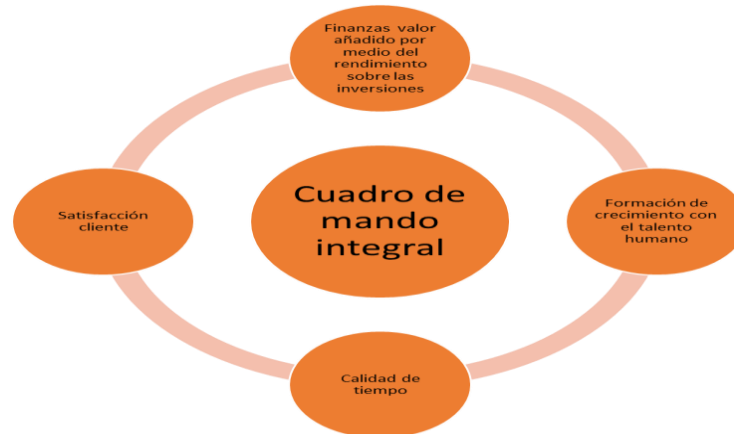 Finanzas valor
añadido por
medio del
rendimiento
sobre las
inversiones
Cuadro de
mando
integral
Satisfacción
cliente
Formación de
crecimiento con
el talento
humano
Calidad de
tiempo